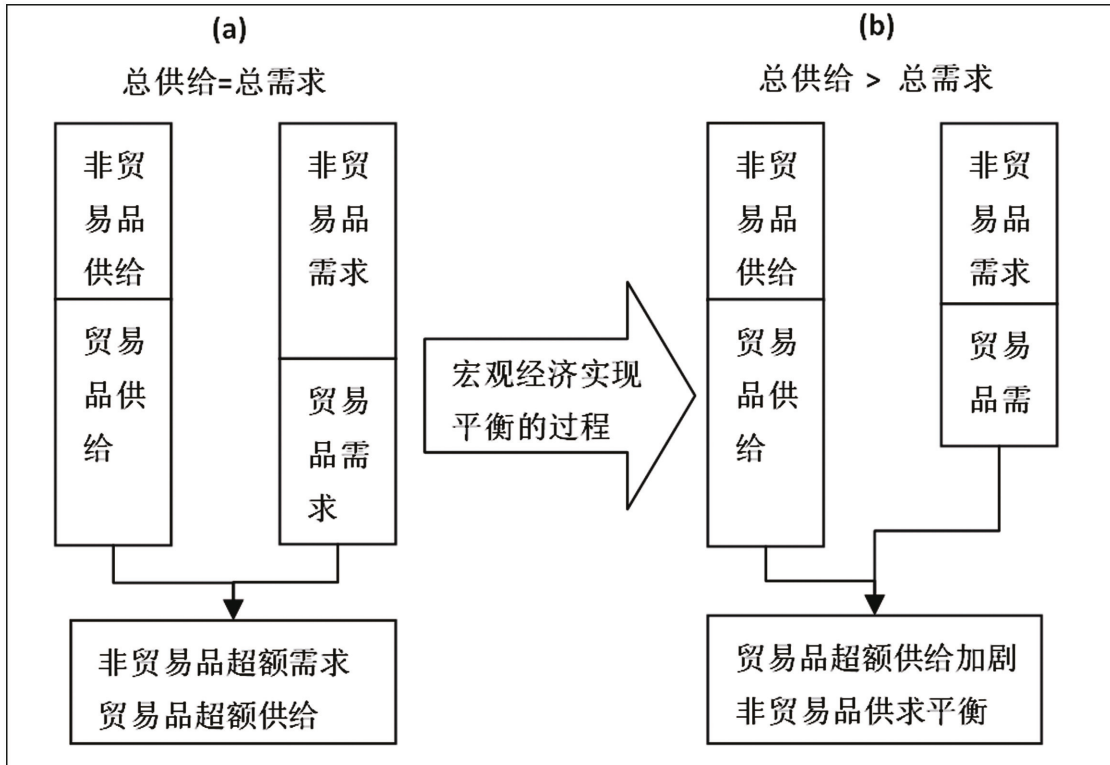 (a)
总供给=总需求
非贸
易品
供给
贸易
品供
给
非贸
易品
需求
贸易
品需
求
非贸易品超额需求
贸易品超额供给
宏观经济实现
平衡的过程
(b)
总供给 > 总需求
非贸
易品
供给
贸易
品供
给
非贸
易品
需求
贸易
品需
贸易品超额供给加剧
非贸易品供求平衡